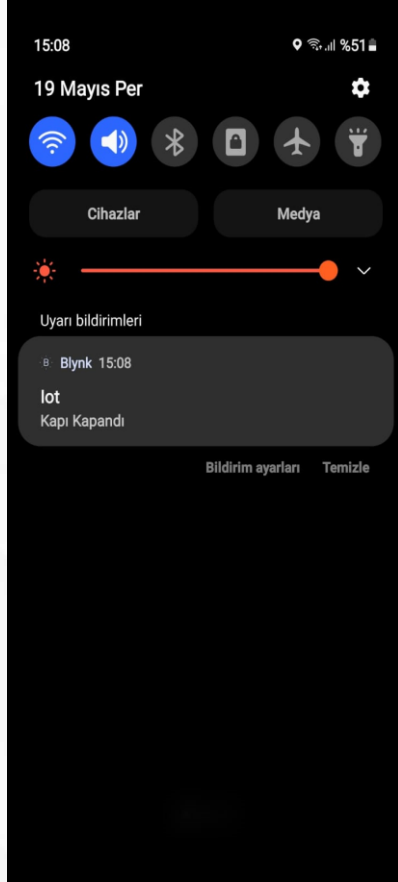 15:08 %51
19 Mayıs Per
Cihazlar Medya
Uyarı bildirimleri
B Blynk 15:08
Iot
Kapı Kapandı
Bildirim ayarları Temizle